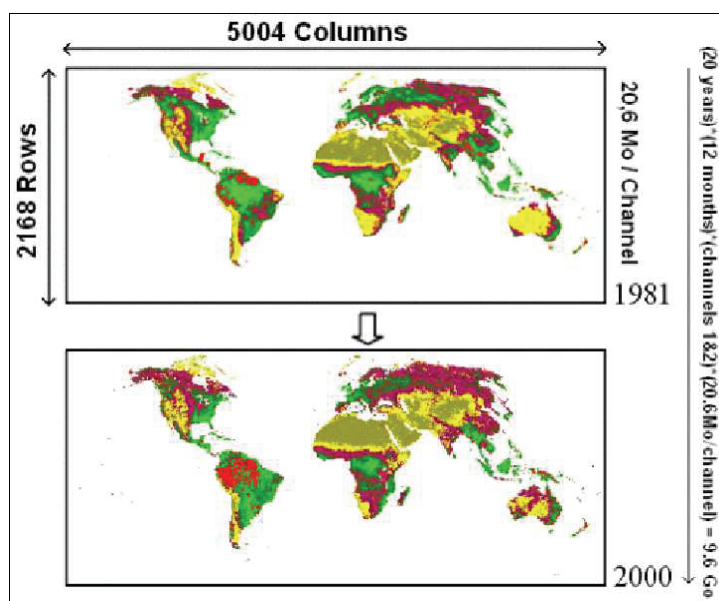 5004 Columns
2168 Rows
20,6 Mo / Channel
1981
2000
(20 years)*(12 months)*(channels 1&2)*(20.6Mo/channel) = 9.6 Go